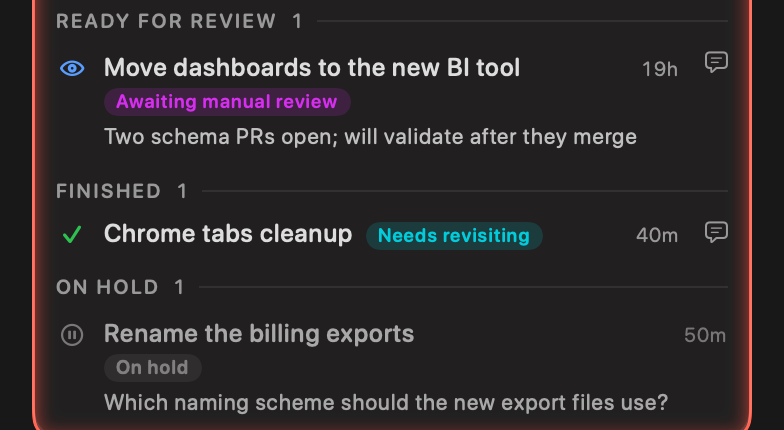 READY FOR REVIEW 1
Move dashboards to the new BI tool 19h
Awaiting manual review
Two schema PRs open; will validate after they merge
FINISHED 1
Chrome tabs cleanup Needs revisiting 40m
ON HOLD 1
Rename the billing exports 50m
On hold
Which naming scheme should the new export files use?